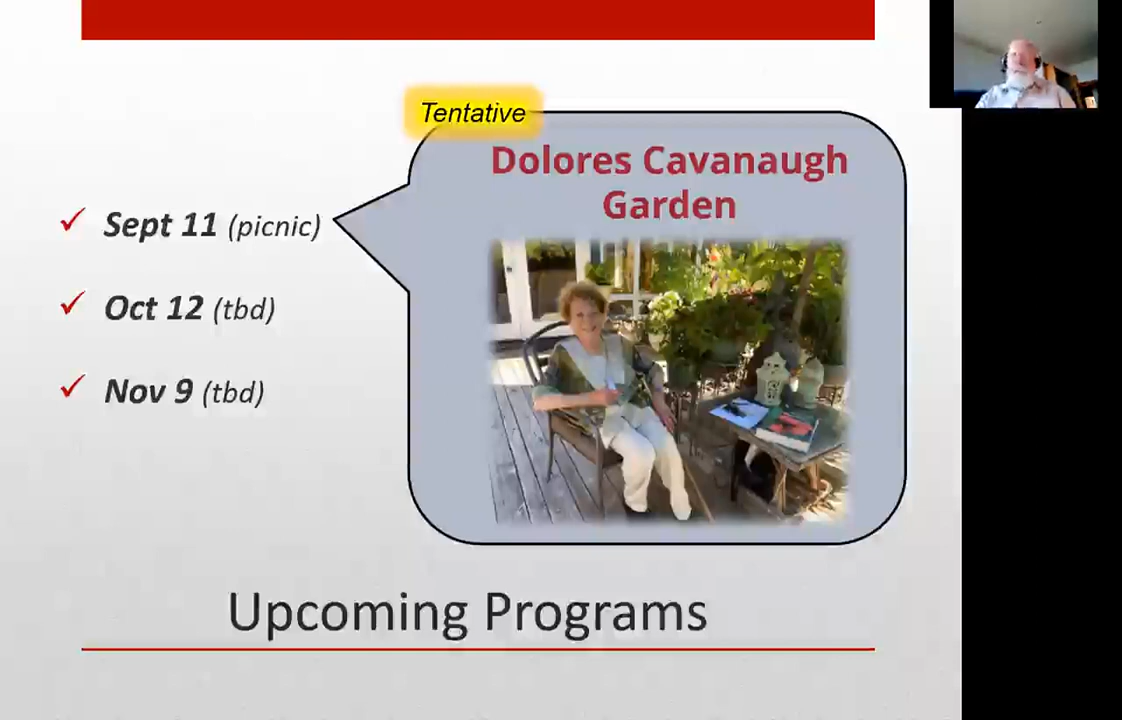 Tentative
Dolores Cavanaugh
Garden
Sept 11 (picnic)
Oct 12 (tbd)
Nov 9 (tbd)
Upcoming Programs